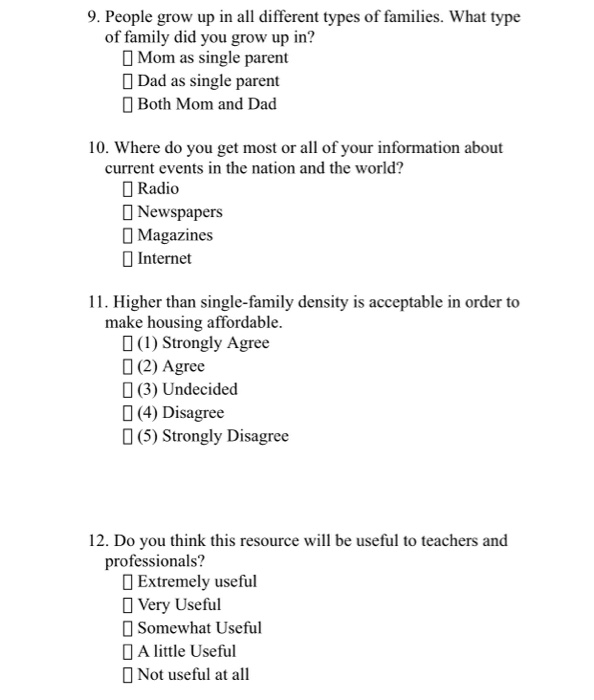 9. People grow up in all different types of families. What type
of family did you grow up in?
▯ Mom as single parent
▯ Dad as single parent
▯ Both Mom and Dad
10. Where do you get most or all of your information about
current events in the nation and the world?
▯ Radio
▯ Newspapers
▯ Magazines
▯ Internet
11. Higher than single-family density is acceptable in order to
make housing affordable.
▯ (1) Strongly Agree
▯ (2) Agree
▯ (3) Undecided
▯ (4) Disagree
▯ (5) Strongly Disagree
12. Do you think this resource will be useful to teachers and
professionals?
▯ Extremely useful
▯ Very Useful
▯ Somewhat Useful
▯ A little Useful
▯ Not useful at all